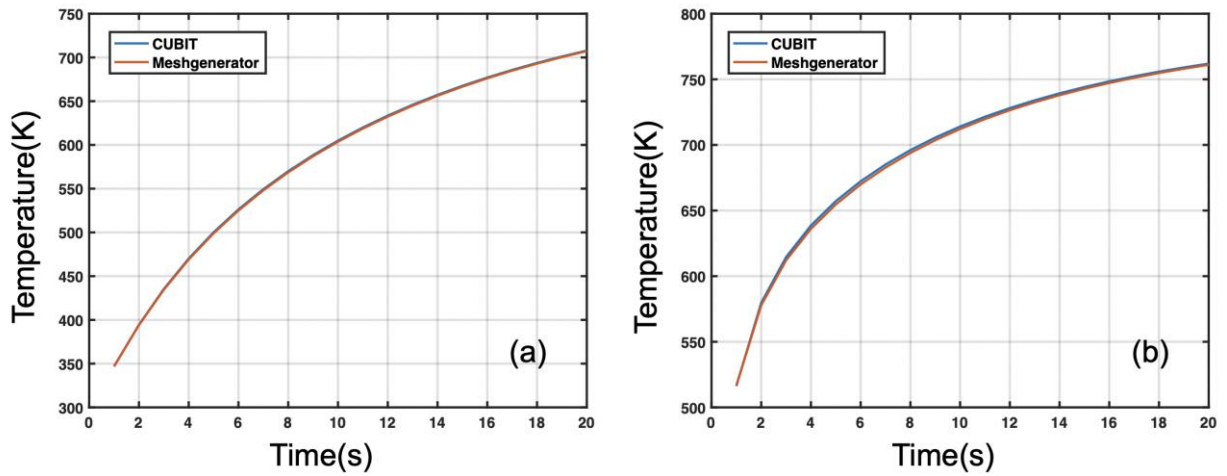 750
700
650
600
550
500
450
400
350
300
Temperature(K)
CUBIT
Meshgenerator
(a)
0 2 4 6 8 10 12 14 16 18 20
Time(s)
800
750
700
650
600
550
500
Temperature(K)
CUBIT
Meshgenerator
(b)
0 2 4 6 8 10 12 14 16 18 20
Time(s)